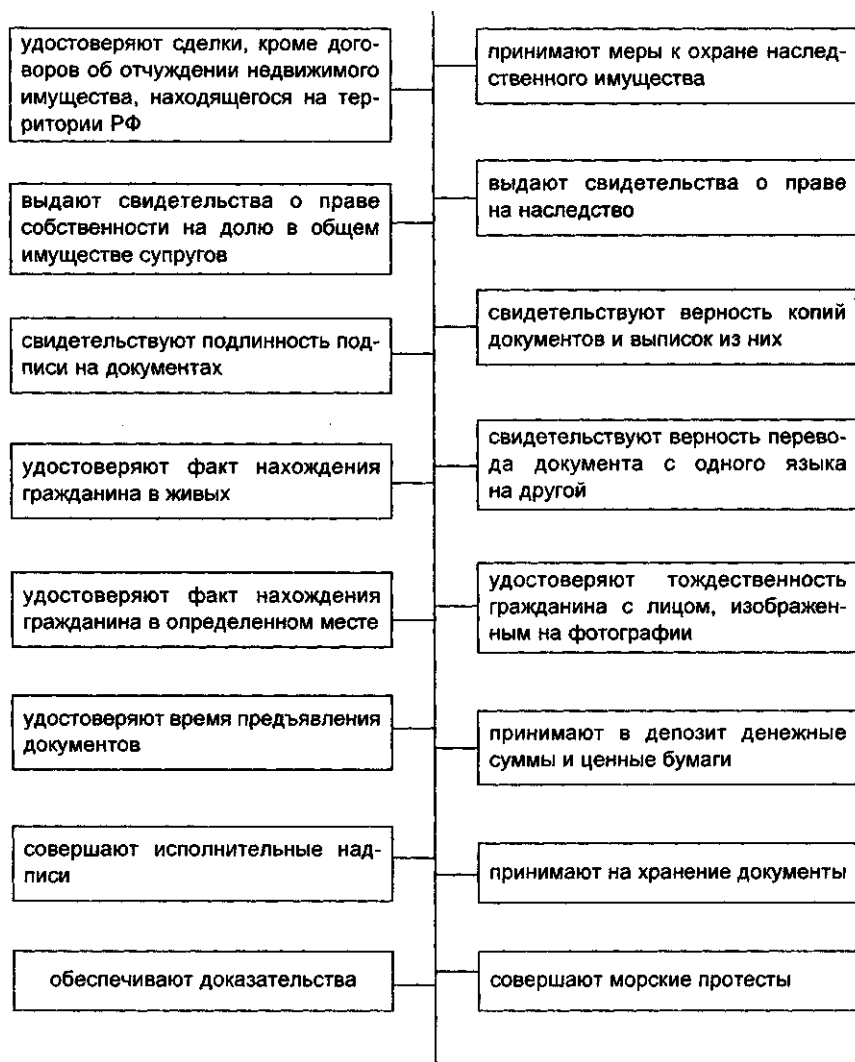 удостоверяют сделки, кроме дого-
воров об отчуждении недвижимого
имущества, находящегося на тер-
ритории РФ
принимают меры к охране наслед-
ственного имущества
выдают свидетельства о праве
собственности на долю в общем
имуществе супругов
выдают свидетельства о праве
на наследство
свидетельствуют подлинность под-
писи на документах
свидетельствуют верность копий
документов и выписок из них
удостоверяют факт нахождения
гражданина в живых
свидетельствуют верность перево-
да документа с одного языка
на другой
удостоверяют факт нахождения
гражданина в определенном месте
удостоверяют тождественность
гражданина с лицом, изображен-
ным на фотографии
удостоверяют время предъявления
документов
принимают в депозит денежные
суммы и ценные бумаги
совершают исполнительные над-
писи
принимают на хранение документы
обеспечивают доказательства
совершают морские протесты